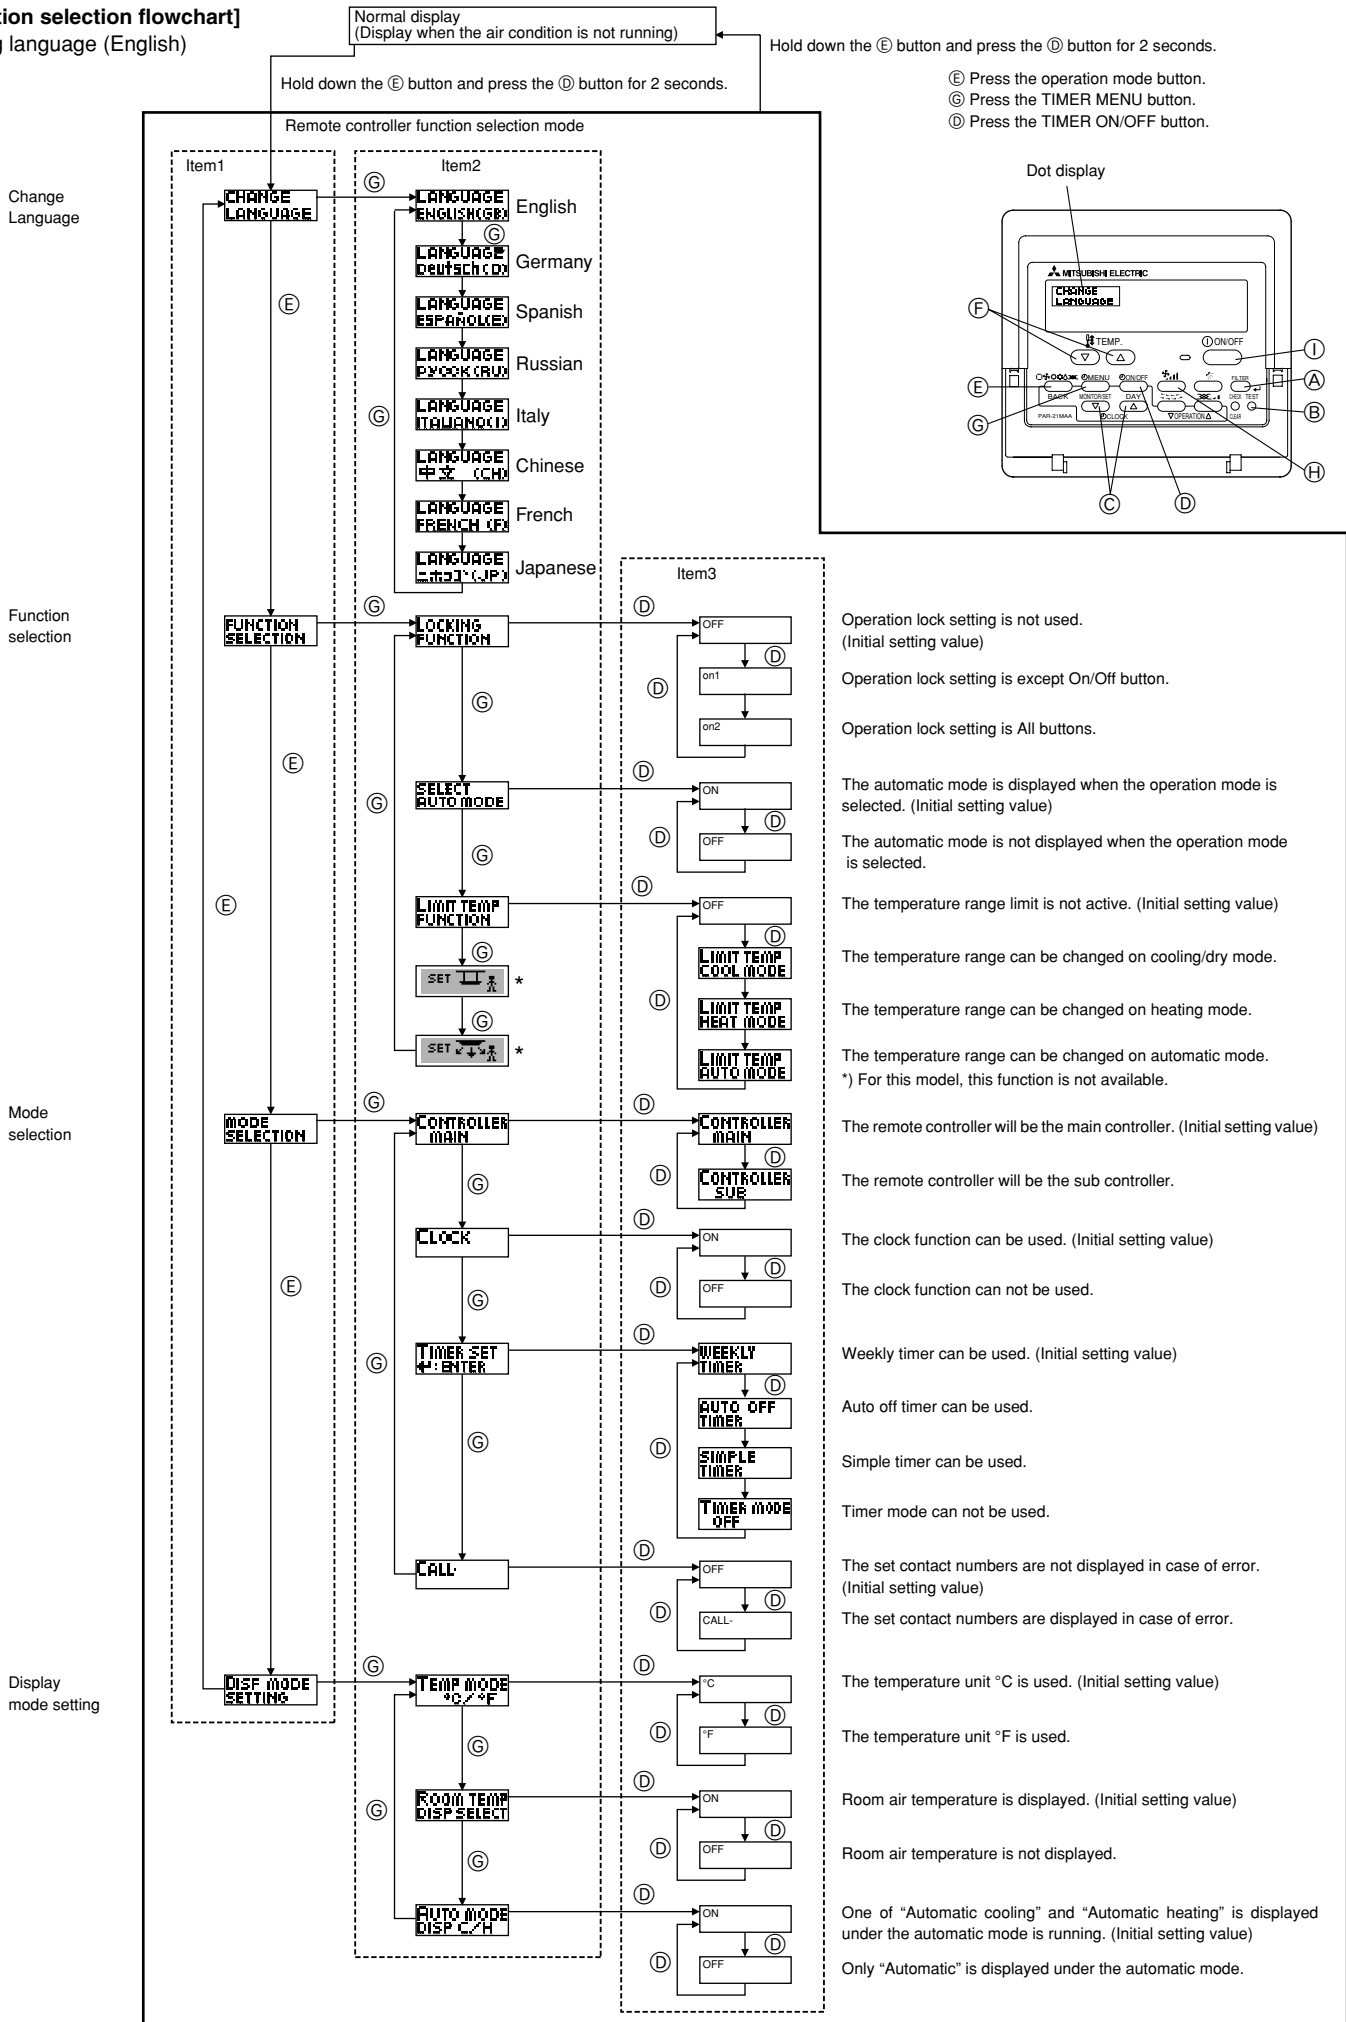 tion selection flowchart]
g language (English)
Normal display
(Display when the air condition is not running)
Hold down the Ⓔ button and press the Ⓓ button for 2 seconds.
Hold down the Ⓔ button and press the Ⓓ button for 2 seconds.
Ⓔ Press the operation mode button.
Ⓖ Press the TIMER MENU button.
Ⓓ Press the TIMER ON/OFF button.
Remote controller function selection mode
Item1
Item2
Dot display
Change
Language
CHANGE
LANGUAGE
Ⓖ
LANGUAGE
ENGLISH(GB)
English
Ⓖ
LANGUAGE
Deutsch(D)
Germany
Ⓔ
LANGUAGE
ESPAÑOL(E)
Spanish
LANGUAGE
РУССК(RU)
Russian
Ⓖ
LANGUAGE
ITALIANO(I)
Italy
LANGUAGE
中文 (CH)
Chinese
LANGUAGE
FRENCH (F)
French
LANGUAGE
ニホンゴ(JP)
Japanese
MITSUBISHI ELECTRIC
CHANGE
LANGUAGE
TEMP.
ON/OFF
MENU
ON/OFF
FILTER
BACK
MONITOR/SET
DAY
CHECK
TEST
PAR-21MAA
CLOCK
OPERATION
CLEAR
Ⓕ
Ⓔ
Ⓖ
Ⓘ
Ⓐ
Ⓑ
Ⓗ
Ⓒ
Ⓓ
Item3
Function
selection
FUNCTION
SELECTION
Ⓖ
LOCKING
FUNCTION
Ⓓ
OFF
Operation lock setting is not used.
(Initial setting value)
Ⓓ
Ⓓ
on1
Operation lock setting is except On/Off button.
Ⓖ
on2
Operation lock setting is All buttons.
Ⓔ
Ⓖ
SELECT
AUTO MODE
Ⓓ
ON
The automatic mode is displayed when the operation mode is
selected. (Initial setting value)
Ⓓ
Ⓓ
OFF
The automatic mode is not displayed when the operation mode
is selected.
Ⓖ
Ⓔ
LIMIT TEMP
FUNCTION
Ⓓ
OFF
The temperature range limit is not active. (Initial setting value)
Ⓖ
Ⓓ
LIMIT TEMP
COOL MODE
The temperature range can be changed on cooling/dry mode.
SET
*
Ⓓ
LIMIT TEMP
HEAT MODE
The temperature range can be changed on heating mode.
Ⓖ
SET
*
LIMIT TEMP
AUTO MODE
The temperature range can be changed on automatic mode.
*) For this model, this function is not available.
Mode
selection
MODE
SELECTION
Ⓖ
CONTROLLER
MAIN
Ⓓ
CONTROLLER
MAIN
The remote controller will be the main controller. (Initial setting value)
Ⓓ
Ⓓ
Ⓖ
CONTROLLER
SUB
The remote controller will be the sub controller.
CLOCK
Ⓓ
ON
The clock function can be used. (Initial setting value)
Ⓔ
Ⓓ
Ⓓ
OFF
The clock function can not be used.
Ⓖ
Ⓖ
TIMER SET
↵:ENTER
Ⓓ
WEEKLY
TIMER
Weekly timer can be used. (Initial setting value)
Ⓓ
AUTO OFF
TIMER
Auto off timer can be used.
Ⓖ
Ⓓ
SIMPLE
TIMER
Simple timer can be used.
TIMER MODE
OFF
Timer mode can not be used.
CALL-
Ⓓ
OFF
The set contact numbers are not displayed in case of error.
(Initial setting value)
Ⓓ
Ⓓ
CALL-
The set contact numbers are displayed in case of error.
Display
mode setting
DISP MODE
SETTING
Ⓖ
TEMP MODE
°C/°F
Ⓓ
°C
The temperature unit °C is used. (Initial setting value)
Ⓓ
Ⓓ
Ⓖ
°F
The temperature unit °F is used.
Ⓖ
ROOM TEMP
DISP SELECT
Ⓓ
ON
Room air temperature is displayed. (Initial setting value)
Ⓓ
Ⓓ
Ⓖ
OFF
Room air temperature is not displayed.
AUTO MODE
DISP C/H
Ⓓ
ON
One of “Automatic cooling” and “Automatic heating” is displayed
under the automatic mode is running. (Initial setting value)
Ⓓ
Ⓓ
OFF
Only “Automatic” is displayed under the automatic mode.